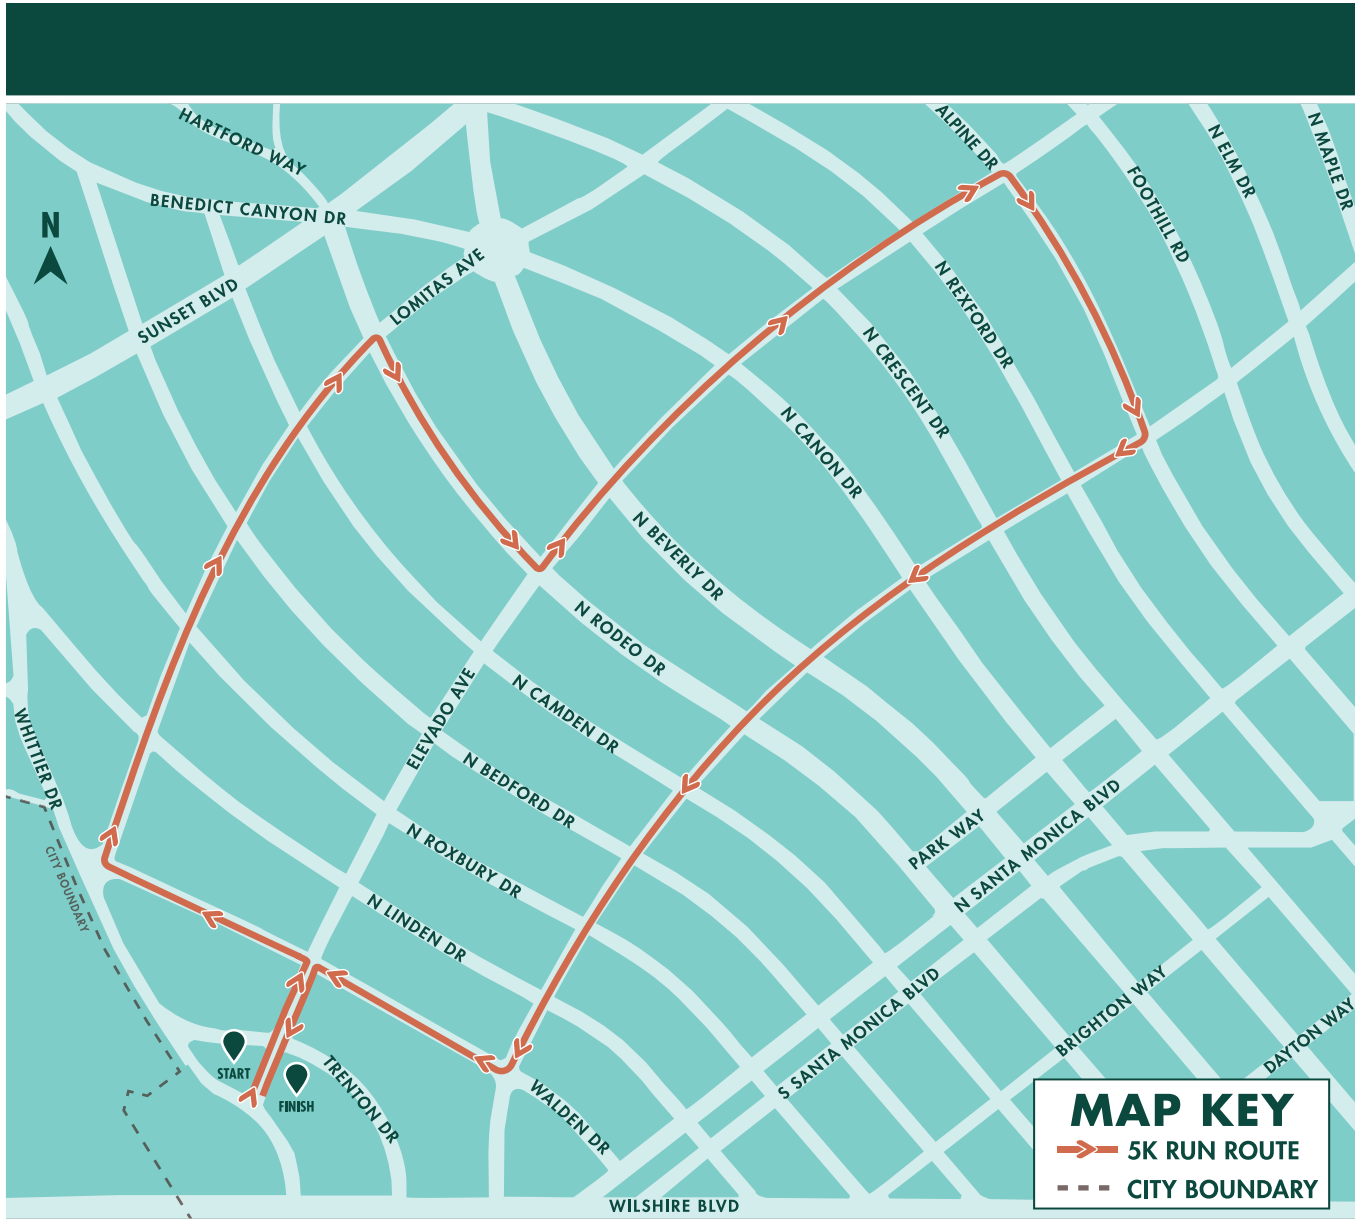 HARTFORD WAY
ALPINE DR
N ELM DR
N MAPLE DR
FOOTHILL RD
BENEDICT CANYON DR
N
LOMITAS AVE
SUNSET BLVD
N REXFORD DR
N CRESCENT DR
N CANON DR
N BEVERLY DR
N RODEO DR
ELEVADO AVE
N CAMDEN DR
WHITTIER DR
N BEDFORD DR
N ROXBURY DR
PARK WAY
N SANTA MONICA BLVD
CITY BOUNDARY
N LINDEN DR
S SANTA MONICA BLVD
BRIGHTON WAY
DAYTON WAY
START
FINISH
TRENTON DR
WALDEN DR
WILSHIRE BLVD
MAP KEY
5K RUN ROUTE
CITY BOUNDARY